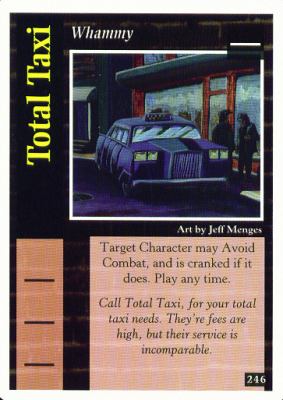 Total Taxi
Whammy
Art by Jeff Menges
Target Character may Avoid
Combat, and is cranked if it
does. Play any time.
Call Total Taxi, for your total
taxi needs. They're fees are
high, but their service is
incomparable.
246